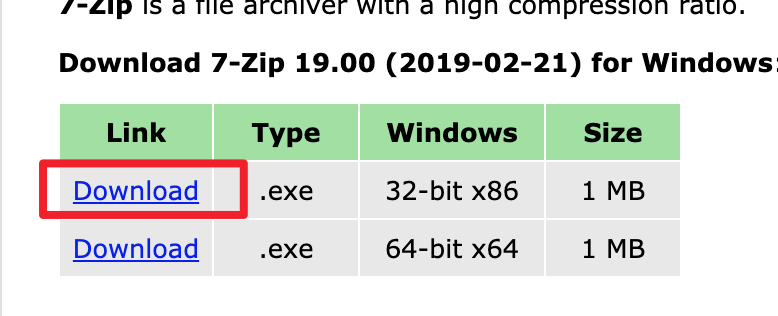 7-Zip is a file archiver with a high compression ratio.
Download 7-Zip 19.00 (2019-02-21) for Windows:
Link Type Windows Size
Download .exe 32-bit x86 1 MB
Download .exe 64-bit x64 1 MB